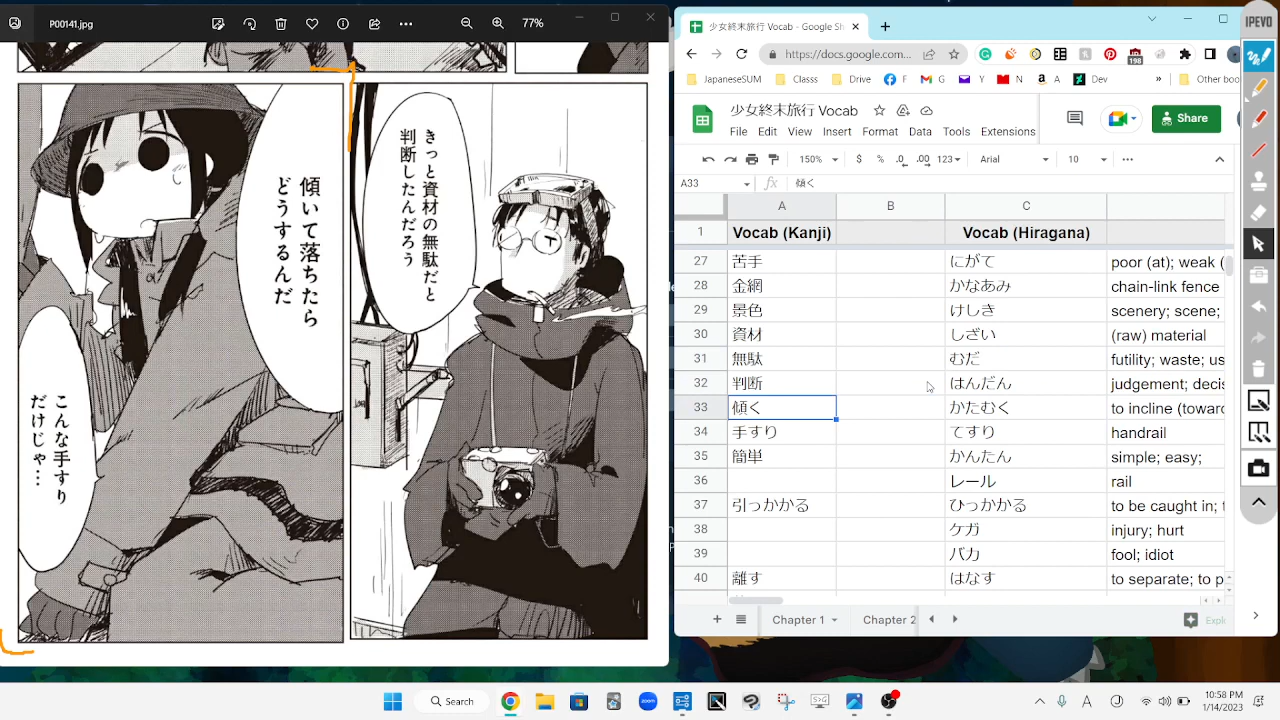 P00141.jpg
77%
きっと資材の無駄だと
判断したんだろう
傾いて落ちたら
どうするんだ
こんな手すり
だけじゃ…
少女終末旅行 Vocab - Google Sh
https://docs.google.com...
198
JapaneseSUM
Classs
Drive
F
G
Y
N
Dev
»
Other boo
少女終末旅行 Vocab
File Edit View Insert Format Data Tools Extensions
Share
150% $ % .0 .00 123 Arial 10
A33 fx 傾く
A B C
1 Vocab (Kanji) Vocab (Hiragana)
27 苦手 にがて poor (at); weak (
28 金網 かなあみ chain-link fence
29 景色 けしき scenery; scene;
30 資材 しざい (raw) material
31 無駄 むだ futility; waste; us
32 判断 はんだん judgement; decis
33 傾く かたむく to incline (toward
34 手すり てすり handrail
35 簡単 かんたん simple; easy;
36 レール rail
37 引っかかる ひっかかる to be caught in; t
38 ケガ injury; hurt
39 バカ fool; idiot
40 離す はなす to separate; to p
Chapter 1 Chapter 2
Explo
IPEVO
Search
zoom
A
10:58 PM
1/04/2023